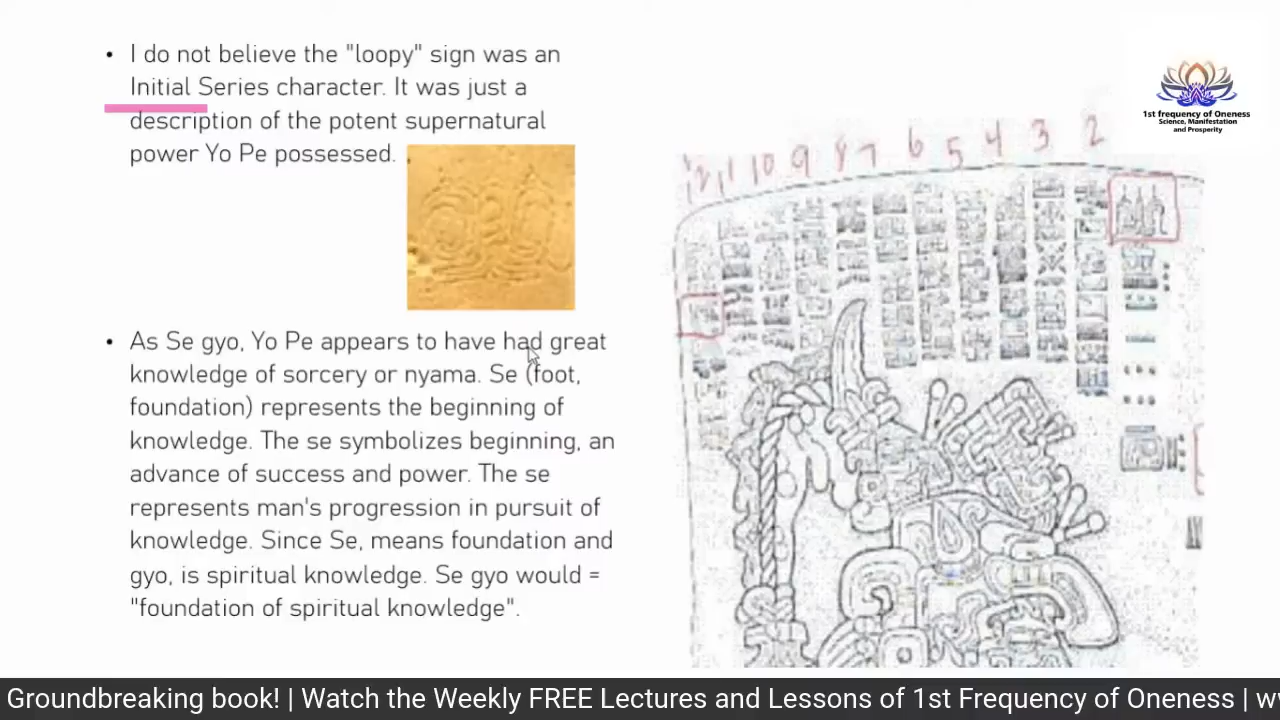 • I do not believe the "loopy" sign was an
Initial Series character. It was just a
description of the potent supernatural
power Yo Pe possessed.
• As Se gyo, Yo Pe appears to have had great
knowledge of sorcery or nyama. Se (foot,
foundation) represents the beginning of
knowledge. The se symbolizes beginning, an
advance of success and power. The se
represents man's progression in pursuit of
knowledge. Since Se, means foundation and
gyo, is spiritual knowledge. Se gyo would =
"foundation of spiritual knowledge".
12 11 10 9 8 7 6 5 4 3 2
1st frequency of Oneness
Science, Manifestation
and Prosperity
Groundbreaking book! | Watch the Weekly FREE Lectures and Lessons of 1st Frequency of Oneness | w